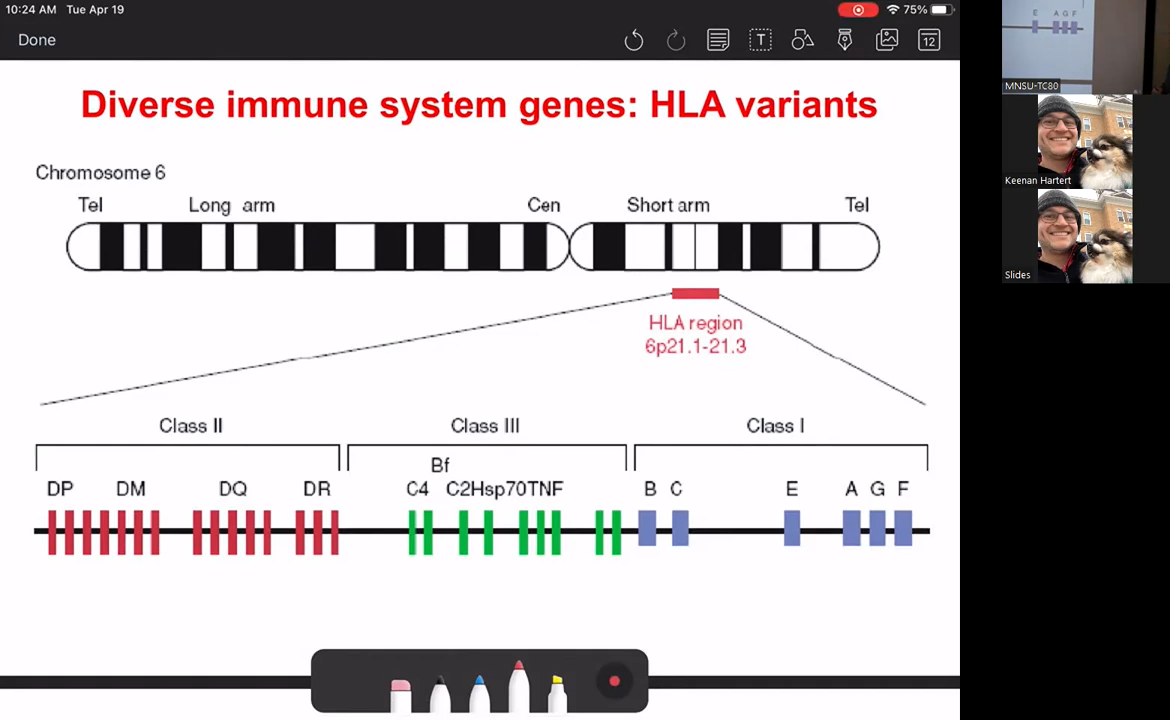 10:24 AM Tue Apr 19
75%
Done
T
12
Diverse immune system genes: HLA variants
Chromosome 6
Tel Long arm Cen Short arm Tel
HLA region
6p21.1-21.3
Class II Class III Class I
Bf
DP DM DQ DR C4 C2Hsp70TNF B C E A G F
E A G F
MNSU-TC80
Keenan Hartert
Slides